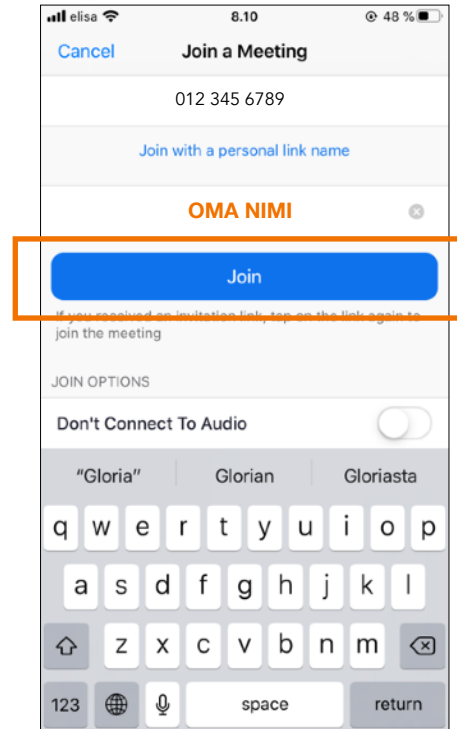 elisa 8.10 48 %
Cancel Join a Meeting
012 345 6789
Join with a personal link name
OMA NIMI
Join
If you received an invitation link, tap on the link again to
join the meeting
JOIN OPTIONS
Don't Connect To Audio
"Gloria" Glorian Gloriasta
q w e r t y u i o p
a s d f g h j k l
z x c v b n m
123 space return